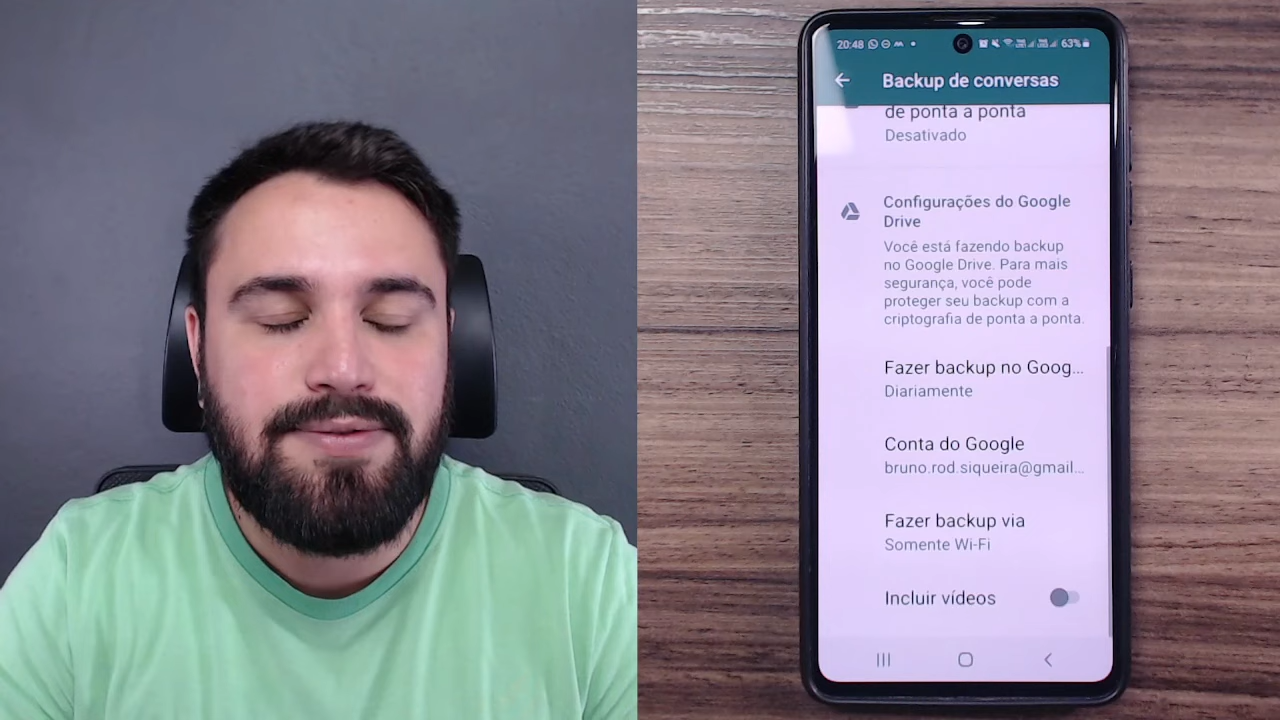 20:48
63%
Backup de conversas
de ponta a ponta
Desativado
Configurações do Google
Drive
Você está fazendo backup
no Google Drive. Para mais
segurança, você pode
proteger seu backup com a
criptografia de ponta a ponta.
Fazer backup no Goog...
Diariamente
Conta do Google
bruno.rod.siqueira@gmail...
Fazer backup via
Somente Wi-Fi
Incluir vídeos